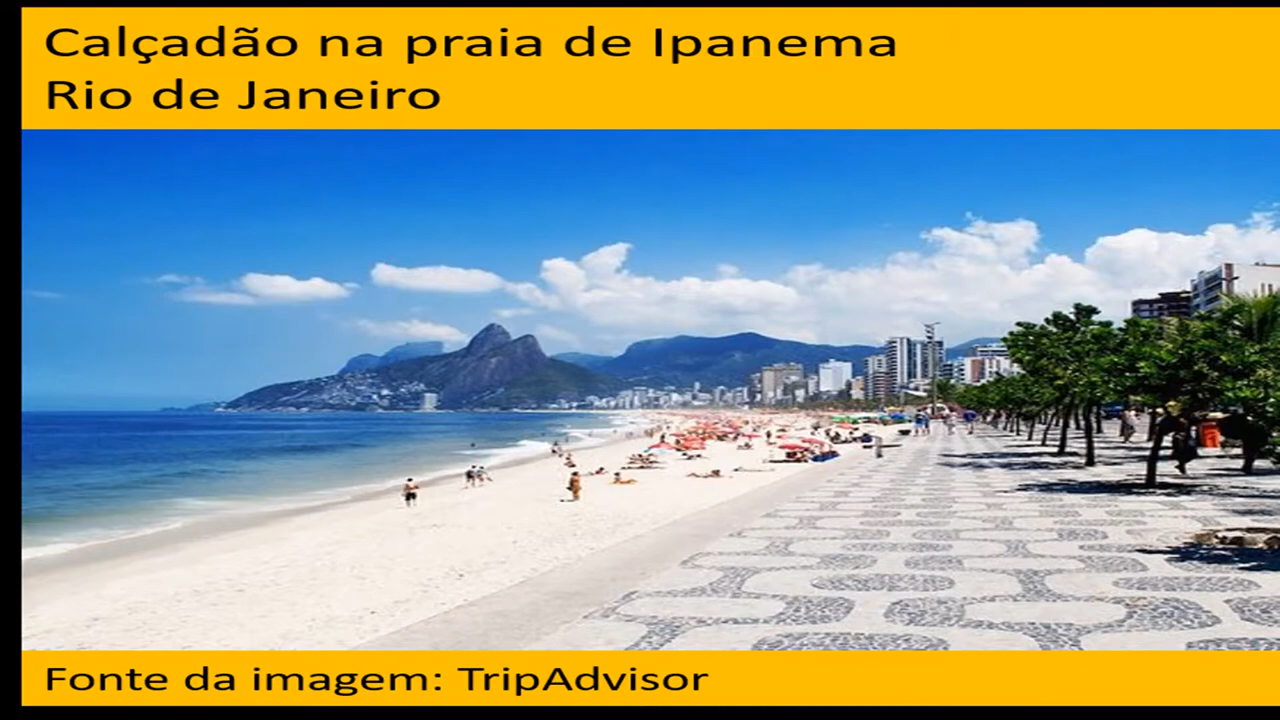 Calçadão na praia de Ipanema
Rio de Janeiro
Fonte da imagem: TripAdvisor